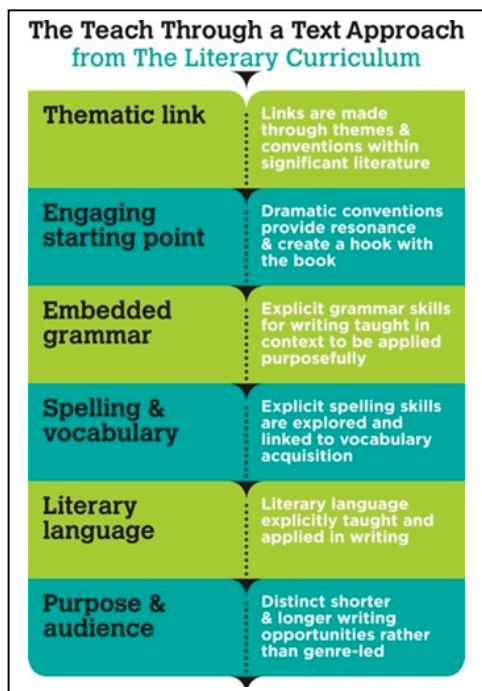 The Teach Through a Text Approach
from The Literary Curriculum
Thematic link
Links are made
through themes &
conventions within
significant literature
Engaging
starting point
Dramatic conventions
provide resonance
& create a hook with
the book
Embedded
grammar
Explicit grammar skills
for writing taught in
context to be applied
purposefully
Spelling &
vocabulary
Explicit spelling skills
are explored and
linked to vocabulary
acquisition
Literary
language
Literary language
explicitly taught and
applied in writing
Purpose &
audience
Distinct shorter
& longer writing
opportunities rather
than genre-led